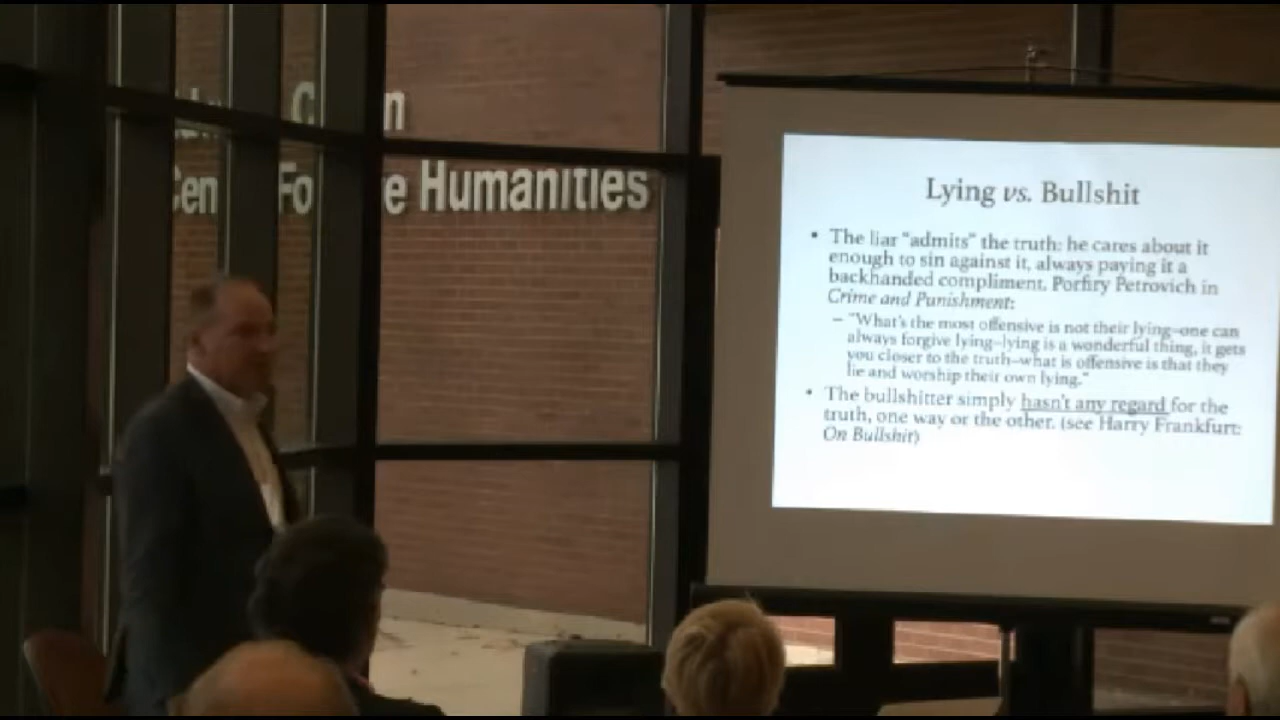 C n
Cen Fo e Humanities
Lying vs. Bullshit
• The liar "admits" the truth: he cares about it
enough to sin against it, always paying it a
backhanded compliment. Porfiry Petrovich in
Crime and Punishment:
– "What's the most offensive is not their lying–one can
always forgive lying–lying is a wonderful thing, it gets
you closer to the truth–what is offensive is that they
lie and worship their own lying."
• The bullshitter simply hasn't any regard for the
truth, one way or the other. (see Harry Frankfurt:
On Bullshit)